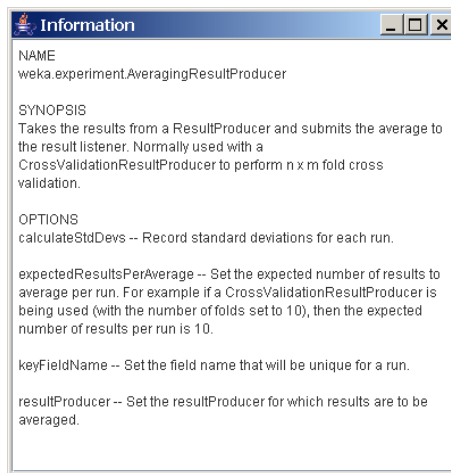 Information
NAME
weka.experiment.AveragingResultProducer
SYNOPSIS
Takes the results from a ResultProducer and submits the average to
the result listener. Normally used with a
CrossValidationResultProducer to perform n x m fold cross
validation.
OPTIONS
calculateStdDevs -- Record standard deviations for each run.
expectedResultsPerAverage -- Set the expected number of results to
average per run. For example if a CrossValidationResultProducer is
being used (with the number of folds set to 10), then the expected
number of results per run is 10.
keyFieldName -- Set the field name that will be unique for a run.
resultProducer -- Set the resultProducer for which results are to be
averaged.